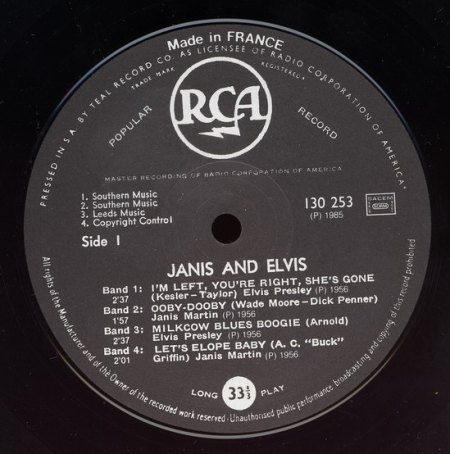 Made in FRANCE
PRESSED IN S.A. BY TEAL RECORD CO. AS LICENSEE OF RADIO CORPORATION OF AMERICA
TRADE MARK REGISTERED
RCA
POPULAR RECORD
MASTER RECORDING OF RADIO CORPORATION OF AMERICA
1. Southern Music
2. Southern Music
3. Leeds Music
4. Copyright Control
130 253
(P) 1985
SACEM
Side 1
JANIS AND ELVIS
Band 1: I'M LEFT, YOU'RE RIGHT, SHE'S GONE
2'37 (Kesler-Taylor) Elvis Presley (P) 1956
Band 2: OOBY-DOOBY (Wade Moore-Dick Penner)
1'57 Janis Martin (P) 1956
Band 3: MILKCOW BLUES BOOGIE (Arnold)
2'37 Elvis Presley (P) 1956
Band 4: LET'S ELOPE BABY (A. C. "Buck"
2'01 Griffin) Janis Martin (P) 1956
LONG 33 1/3 PLAY
All rights of the Manufacturer and of the Owner of the recorded work reserved - Unauthorised public performance, broadcasting and copying of this record prohibited.